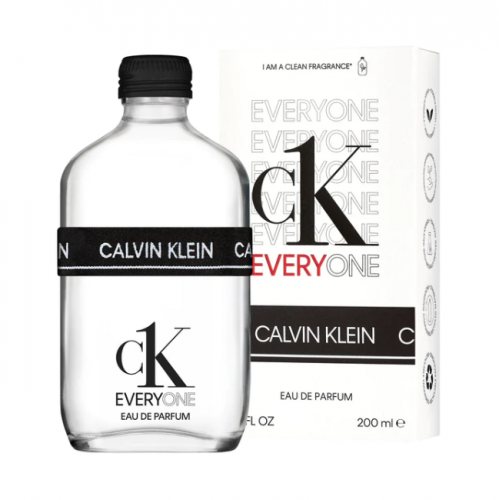 CALVIN KLEIN
CK
EVERYONE
EAU DE PARFUM
I AM A CLEAN FRAGRANCE*
EVERYONE
EVERYONE
EVERYONE
EVERYONE
EVERYONE
EVERYONE
CK
EVERYONE
CALVIN KLEIN C
EAU DE PARFUM
FL OZ 200 ml e